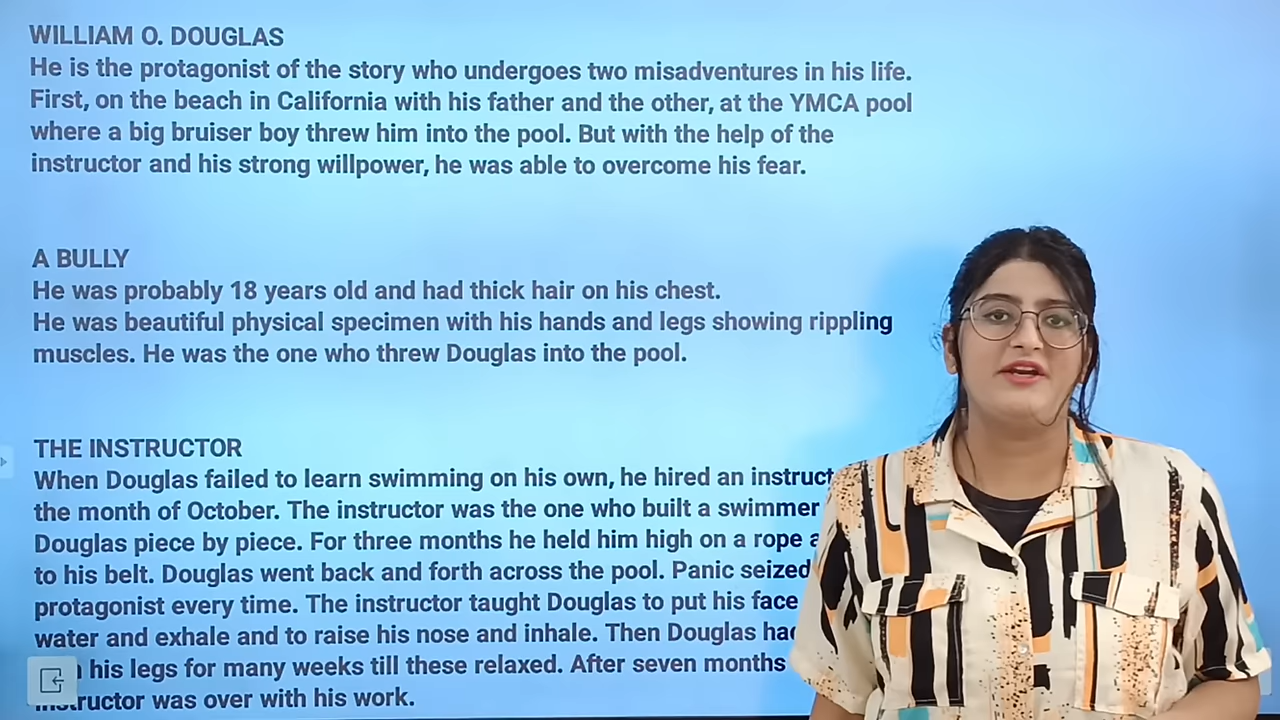 WILLIAM O. DOUGLAS
He is the protagonist of the story who undergoes two misadventures in his life.
First, on the beach in California with his father and the other, at the YMCA pool
where a big bruiser boy threw him into the pool. But with the help of the
instructor and his strong willpower, he was able to overcome his fear.
A BULLY
He was probably 18 years old and had thick hair on his chest.
He was beautiful physical specimen with his hands and legs showing rippling
muscles. He was the one who threw Douglas into the pool.
THE INSTRUCTOR
When Douglas failed to learn swimming on his own, he hired an
the month of October. The instructor was the one who built a swimmer
Douglas piece by piece. For three months he held him high on a rope
to his belt. Douglas went back and forth across the pool. Panic seized
protagonist every time. The instructor taught Douglas to put his face
water and exhale and to raise his nose and inhale. Then Douglas
his legs for many weeks till these relaxed. After seven months
was over with his work.